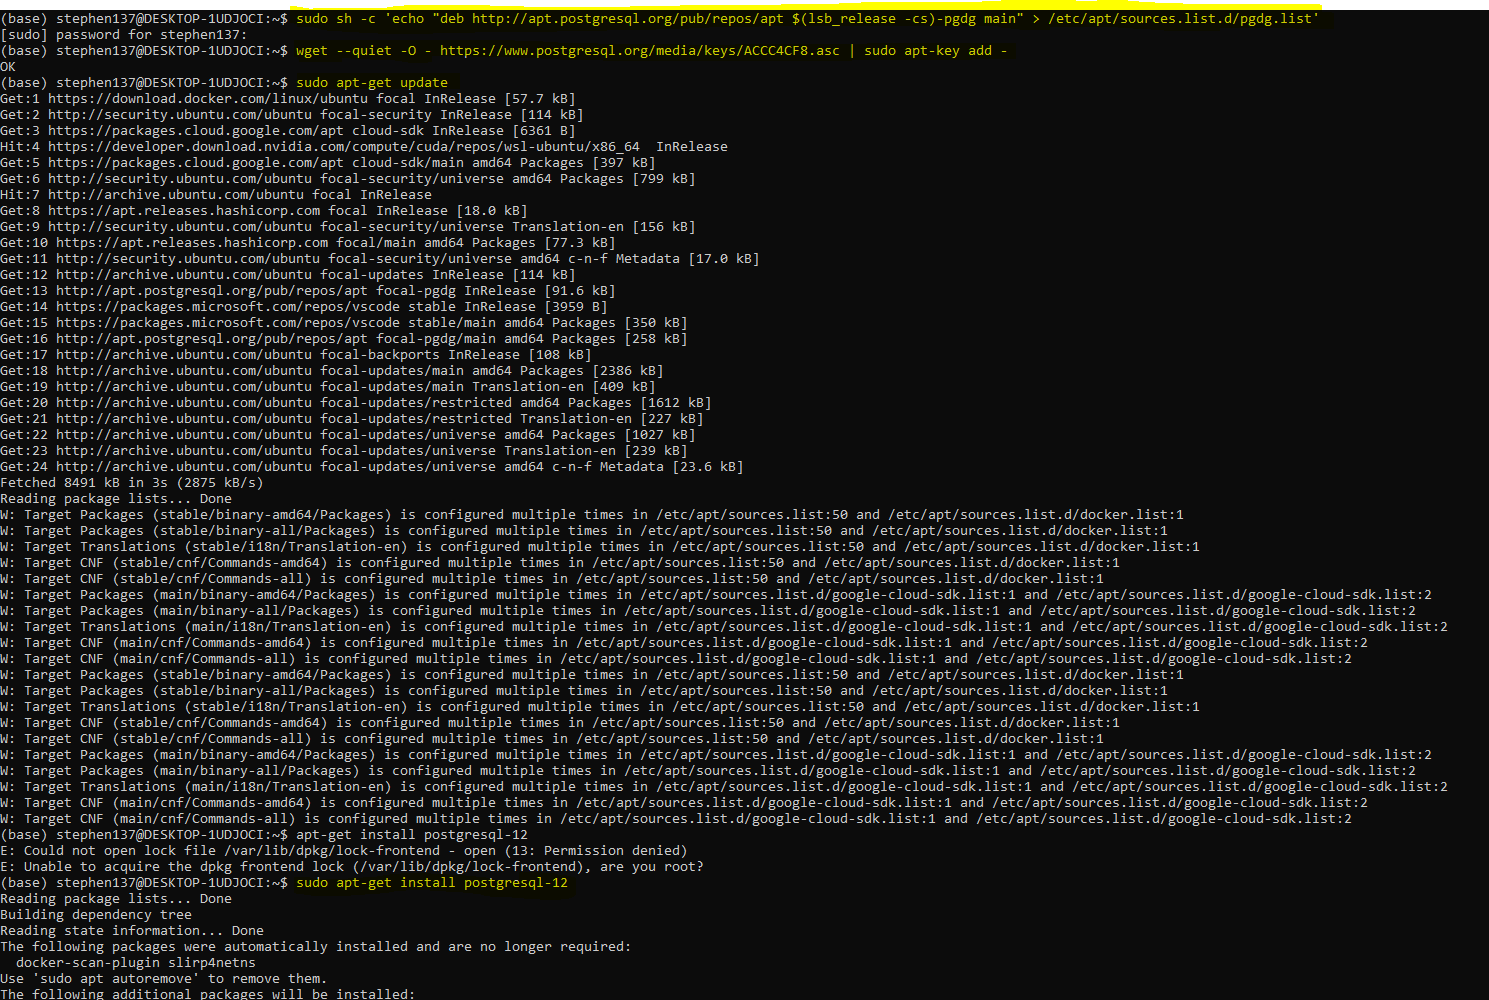 (base) stephen137@DESKTOP-1UDJOCI:~$ sudo sh -c 'echo "deb http://apt.postgresql.org/pub/repos/apt $(lsb_release -cs)-pgdg main" > /etc/apt/sources.list.d/pgdg.list'
[sudo] password for stephen137:
(base) stephen137@DESKTOP-1UDJOCI:~$ wget --quiet -O - https://www.postgresql.org/media/keys/ACCC4CF8.asc | sudo apt-key add -
OK
(base) stephen137@DESKTOP-1UDJOCI:~$ sudo apt-get update
Get:1 https://download.docker.com/linux/ubuntu focal InRelease [57.7 kB]
Get:2 http://security.ubuntu.com/ubuntu focal-security InRelease [114 kB]
Get:3 https://packages.cloud.google.com/apt cloud-sdk InRelease [6361 B]
Hit:4 https://developer.download.nvidia.com/compute/cuda/repos/wsl-ubuntu/x86_64  InRelease
Get:5 https://packages.cloud.google.com/apt cloud-sdk/main amd64 Packages [397 kB]
Get:6 http://security.ubuntu.com/ubuntu focal-security/universe amd64 Packages [799 kB]
Hit:7 http://archive.ubuntu.com/ubuntu focal InRelease
Get:8 https://apt.releases.hashicorp.com focal InRelease [18.0 kB]
Get:9 http://security.ubuntu.com/ubuntu focal-security/universe Translation-en [156 kB]
Get:10 https://apt.releases.hashicorp.com focal/main amd64 Packages [77.3 kB]
Get:11 http://security.ubuntu.com/ubuntu focal-security/universe amd64 c-n-f Metadata [17.0 kB]
Get:12 http://archive.ubuntu.com/ubuntu focal-updates InRelease [114 kB]
Get:13 http://apt.postgresql.org/pub/repos/apt focal-pgdg InRelease [91.6 kB]
Get:14 https://packages.microsoft.com/repos/vscode stable InRelease [3959 B]
Get:15 https://packages.microsoft.com/repos/vscode stable/main amd64 Packages [350 kB]
Get:16 http://apt.postgresql.org/pub/repos/apt focal-pgdg/main amd64 Packages [258 kB]
Get:17 http://archive.ubuntu.com/ubuntu focal-backports InRelease [108 kB]
Get:18 http://archive.ubuntu.com/ubuntu focal-updates/main amd64 Packages [2386 kB]
Get:19 http://archive.ubuntu.com/ubuntu focal-updates/main Translation-en [409 kB]
Get:20 http://archive.ubuntu.com/ubuntu focal-updates/restricted amd64 Packages [1612 kB]
Get:21 http://archive.ubuntu.com/ubuntu focal-updates/restricted Translation-en [227 kB]
Get:22 http://archive.ubuntu.com/ubuntu focal-updates/universe amd64 Packages [1027 kB]
Get:23 http://archive.ubuntu.com/ubuntu focal-updates/universe Translation-en [239 kB]
Get:24 http://archive.ubuntu.com/ubuntu focal-updates/universe amd64 c-n-f Metadata [23.6 kB]
Fetched 8491 kB in 3s (2875 kB/s)
Reading package lists... Done
W: Target Packages (stable/binary-amd64/Packages) is configured multiple times in /etc/apt/sources.list:50 and /etc/apt/sources.list.d/docker.list:1
W: Target Packages (stable/binary-all/Packages) is configured multiple times in /etc/apt/sources.list:50 and /etc/apt/sources.list.d/docker.list:1
W: Target Translations (stable/i18n/Translation-en) is configured multiple times in /etc/apt/sources.list:50 and /etc/apt/sources.list.d/docker.list:1
W: Target CNF (stable/cnf/Commands-amd64) is configured multiple times in /etc/apt/sources.list:50 and /etc/apt/sources.list.d/docker.list:1
W: Target CNF (stable/cnf/Commands-all) is configured multiple times in /etc/apt/sources.list:50 and /etc/apt/sources.list.d/docker.list:1
W: Target Packages (main/binary-amd64/Packages) is configured multiple times in /etc/apt/sources.list.d/google-cloud-sdk.list:1 and /etc/apt/sources.list.d/google-cloud-sdk.list:2
W: Target Packages (main/binary-all/Packages) is configured multiple times in /etc/apt/sources.list.d/google-cloud-sdk.list:1 and /etc/apt/sources.list.d/google-cloud-sdk.list:2
W: Target Translations (main/i18n/Translation-en) is configured multiple times in /etc/apt/sources.list.d/google-cloud-sdk.list:1 and /etc/apt/sources.list.d/google-cloud-sdk.list:2
W: Target CNF (main/cnf/Commands-amd64) is configured multiple times in /etc/apt/sources.list.d/google-cloud-sdk.list:1 and /etc/apt/sources.list.d/google-cloud-sdk.list:2
W: Target CNF (main/cnf/Commands-all) is configured multiple times in /etc/apt/sources.list.d/google-cloud-sdk.list:1 and /etc/apt/sources.list.d/google-cloud-sdk.list:2
W: Target Packages (stable/binary-amd64/Packages) is configured multiple times in /etc/apt/sources.list:50 and /etc/apt/sources.list.d/docker.list:1
W: Target Packages (stable/binary-all/Packages) is configured multiple times in /etc/apt/sources.list:50 and /etc/apt/sources.list.d/docker.list:1
W: Target Translations (stable/i18n/Translation-en) is configured multiple times in /etc/apt/sources.list:50 and /etc/apt/sources.list.d/docker.list:1
W: Target CNF (stable/cnf/Commands-amd64) is configured multiple times in /etc/apt/sources.list:50 and /etc/apt/sources.list.d/docker.list:1
W: Target CNF (stable/cnf/Commands-all) is configured multiple times in /etc/apt/sources.list:50 and /etc/apt/sources.list.d/docker.list:1
W: Target Packages (main/binary-amd64/Packages) is configured multiple times in /etc/apt/sources.list.d/google-cloud-sdk.list:1 and /etc/apt/sources.list.d/google-cloud-sdk.list:2
W: Target Packages (main/binary-all/Packages) is configured multiple times in /etc/apt/sources.list.d/google-cloud-sdk.list:1 and /etc/apt/sources.list.d/google-cloud-sdk.list:2
W: Target Translations (main/i18n/Translation-en) is configured multiple times in /etc/apt/sources.list.d/google-cloud-sdk.list:1 and /etc/apt/sources.list.d/google-cloud-sdk.list:2
W: Target CNF (main/cnf/Commands-amd64) is configured multiple times in /etc/apt/sources.list.d/google-cloud-sdk.list:1 and /etc/apt/sources.list.d/google-cloud-sdk.list:2
W: Target CNF (main/cnf/Commands-all) is configured multiple times in /etc/apt/sources.list.d/google-cloud-sdk.list:1 and /etc/apt/sources.list.d/google-cloud-sdk.list:2
(base) stephen137@DESKTOP-1UDJOCI:~$ apt-get install postgresql-12
E: Could not open lock file /var/lib/dpkg/lock-frontend - open (13: Permission denied)
E: Unable to acquire the dpkg frontend lock (/var/lib/dpkg/lock-frontend), are you root?
(base) stephen137@DESKTOP-1UDJOCI:~$ sudo apt-get install postgresql-12
Reading package lists... Done
Building dependency tree
Reading state information... Done
The following packages were automatically installed and are no longer required:
  docker-scan-plugin slirp4netns
Use 'sudo apt autoremove' to remove them.
The following additional packages will be installed: